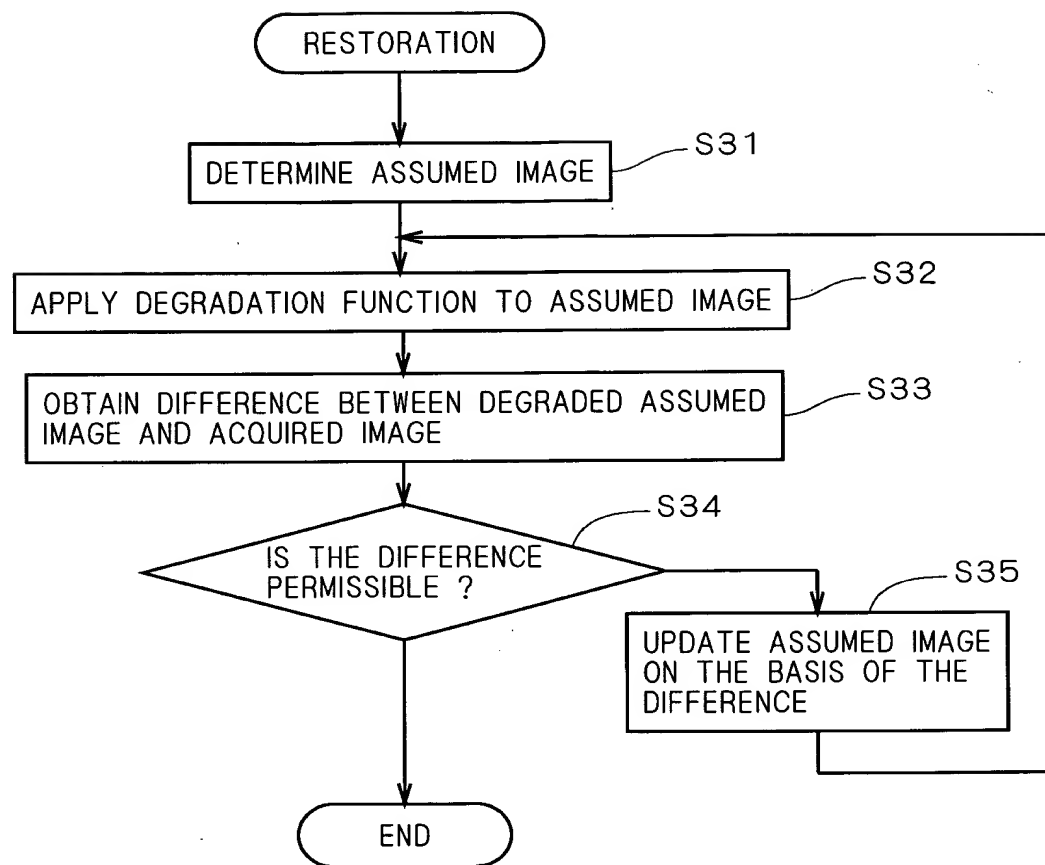 RESTORATION
S31
DETERMINE ASSUMED IMAGE
S32
APPLY DEGRADATION FUNCTION TO ASSUMED IMAGE
S33
OBTAIN DIFFERENCE BETWEEN DEGRADED ASSUMED
IMAGE AND ACQUIRED IMAGE
S34
IS THE DIFFERENCE
PERMISSIBLE ?
S35
UPDATE ASSUMED IMAGE
ON THE BASIS OF THE
DIFFERENCE
END